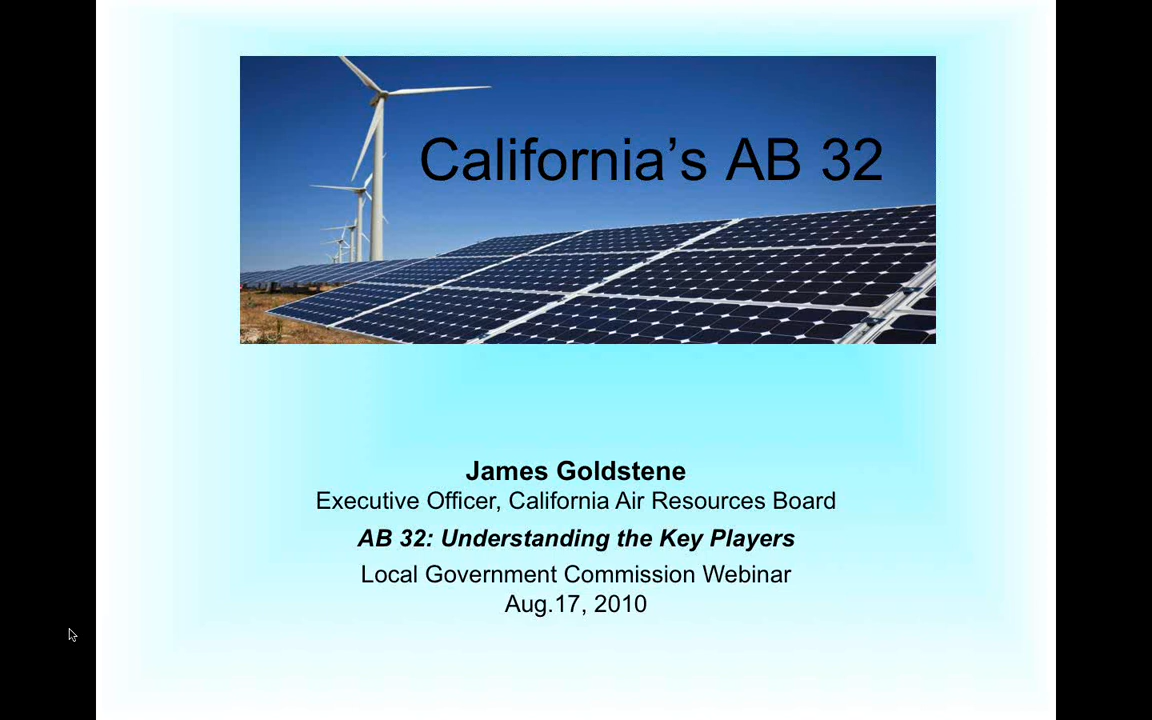 California’s AB 32
James Goldstene
Executive Officer, California Air Resources Board
AB 32: Understanding the Key Players
Local Government Commission Webinar
Aug.17, 2010